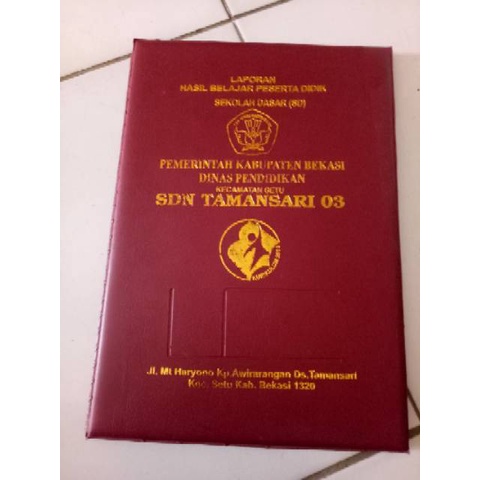 LAPORAN
HASIL BELAJAR PESERTA DIDIK
SEKOLAH DASAR (SD)
PEMERINTAH KABUPATEN BEKASI
DINAS PENDIDIKAN
KECAMATAN SETU
SDN TAMANSARI 03
Jl. Mt Haryono Kp.Awirarangan Ds.Tamansari
Kec. Setu Kab. Bekasi 1320